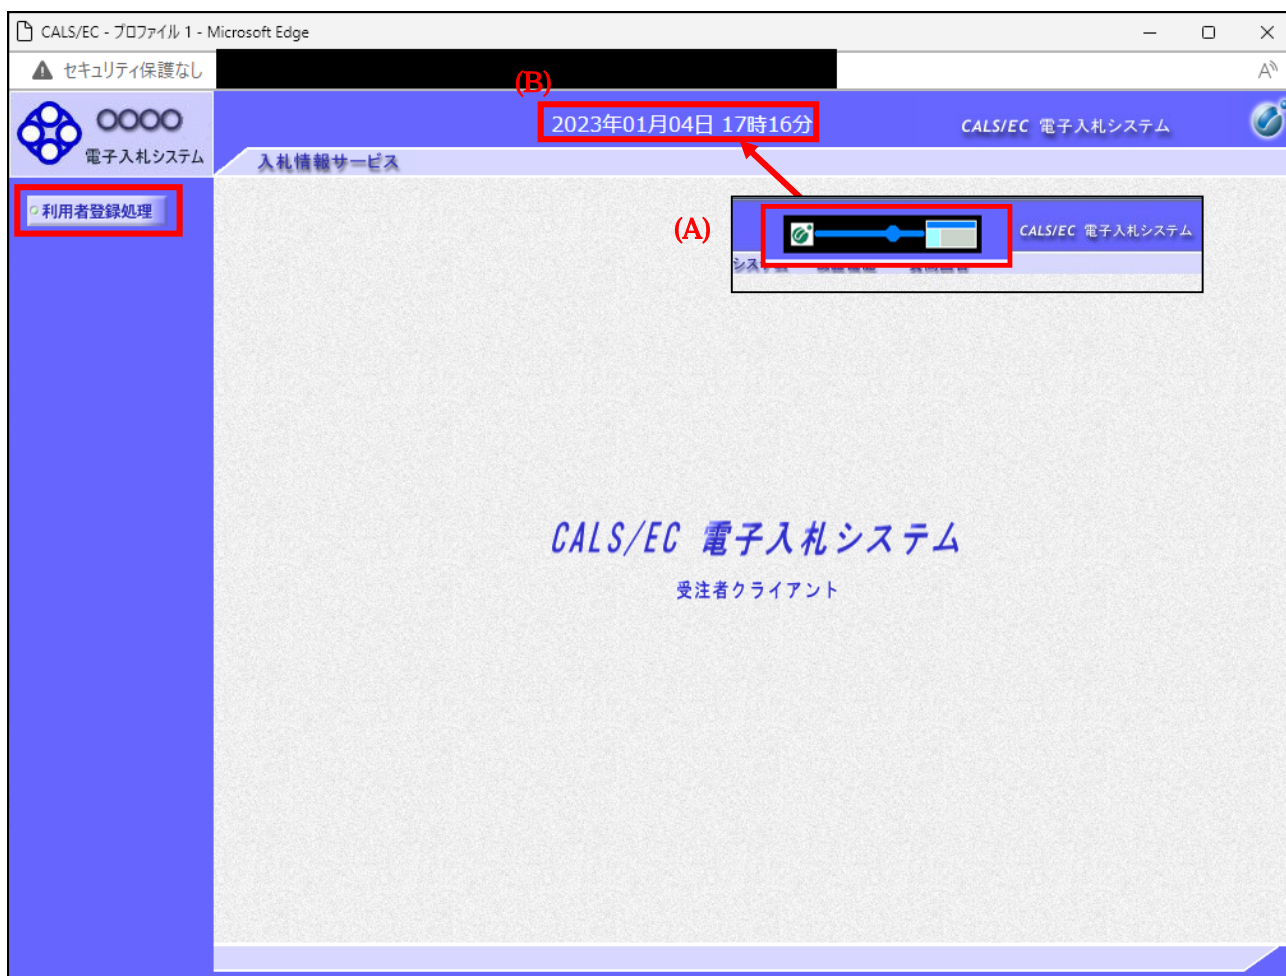 CALS/EC - プロファイル 1 - Microsoft Edge
セキュリティ保護なし
A
(B)
〇〇〇〇
電子入札システム
2023年01月04日 17時16分
CALS/EC 電子入札システム
入札情報サービス
利用者登録処理
(A)
CALS/EC 電子入札システム
CALS/EC 電子入札システム
受注者クライアント